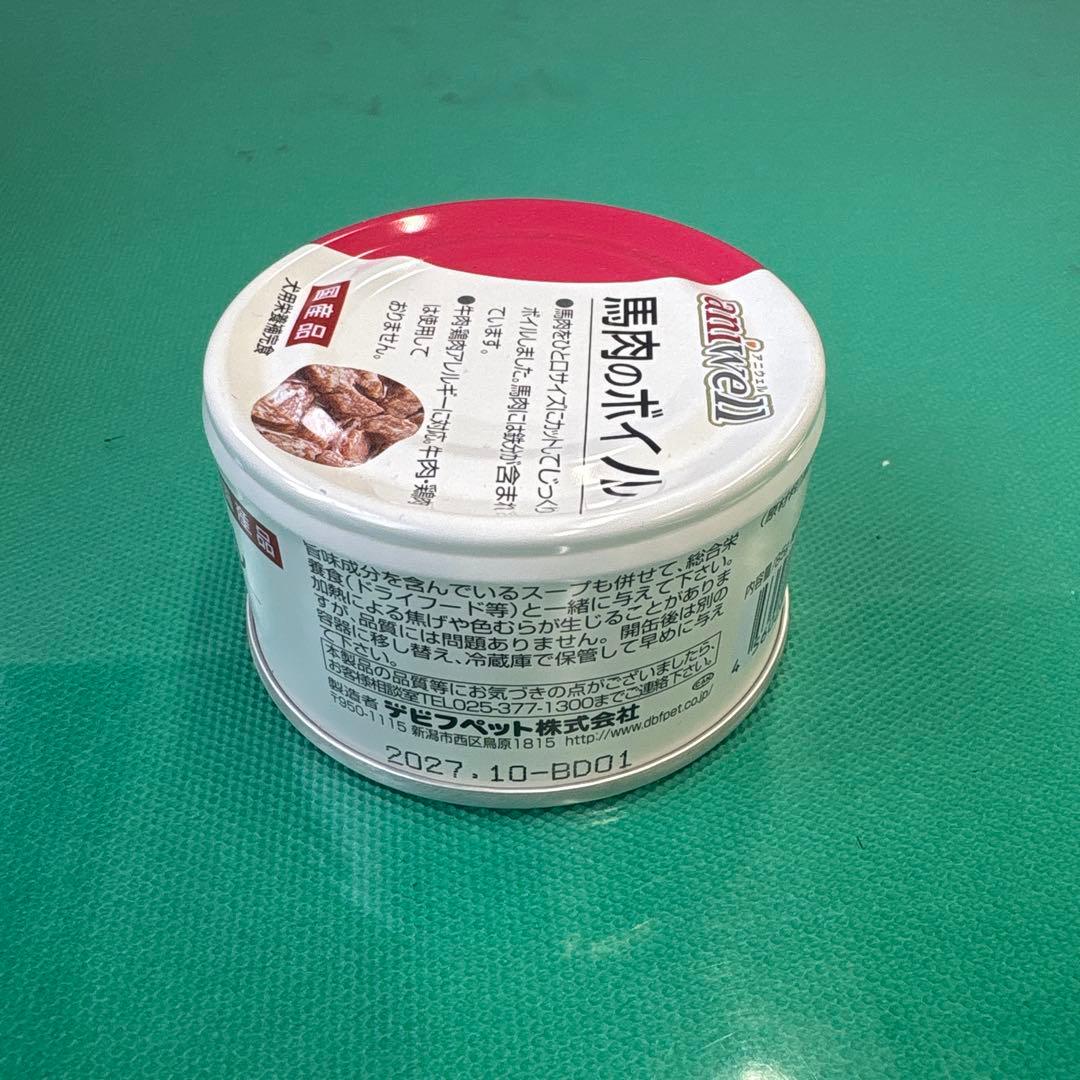 aniwell
アニウェル
馬肉のボイル
●馬肉をひと口サイズにカットしてじっくり
ボイルしました。馬肉には鉄分が含まれ
ています。
●牛肉・鶏肉アレルギーに対応。牛肉・鶏肉
は使用して
おりません。
国産品
犬用栄養補完食
産品
旨味成分を含んでいるスープも併せて、総合栄
養食(ドライフード等)と一緒に与えて下さい。
加熱による焦げや色むらが生じることがありま
すが、品質には問題ありません。開缶後は別の
容器に移し替え、冷蔵庫で保管して早めに与え
て下さい。
本製品の品質等にお気づきの点がございましたら、
お客様相談室TEL025-377-1300までご連絡下さい。
製造者 デビフペット株式会社
〒950-1115 新潟市西区鳥原1815 http://www.dbfpet.co.jp/
2027.10-BD01
(原材料
内容量